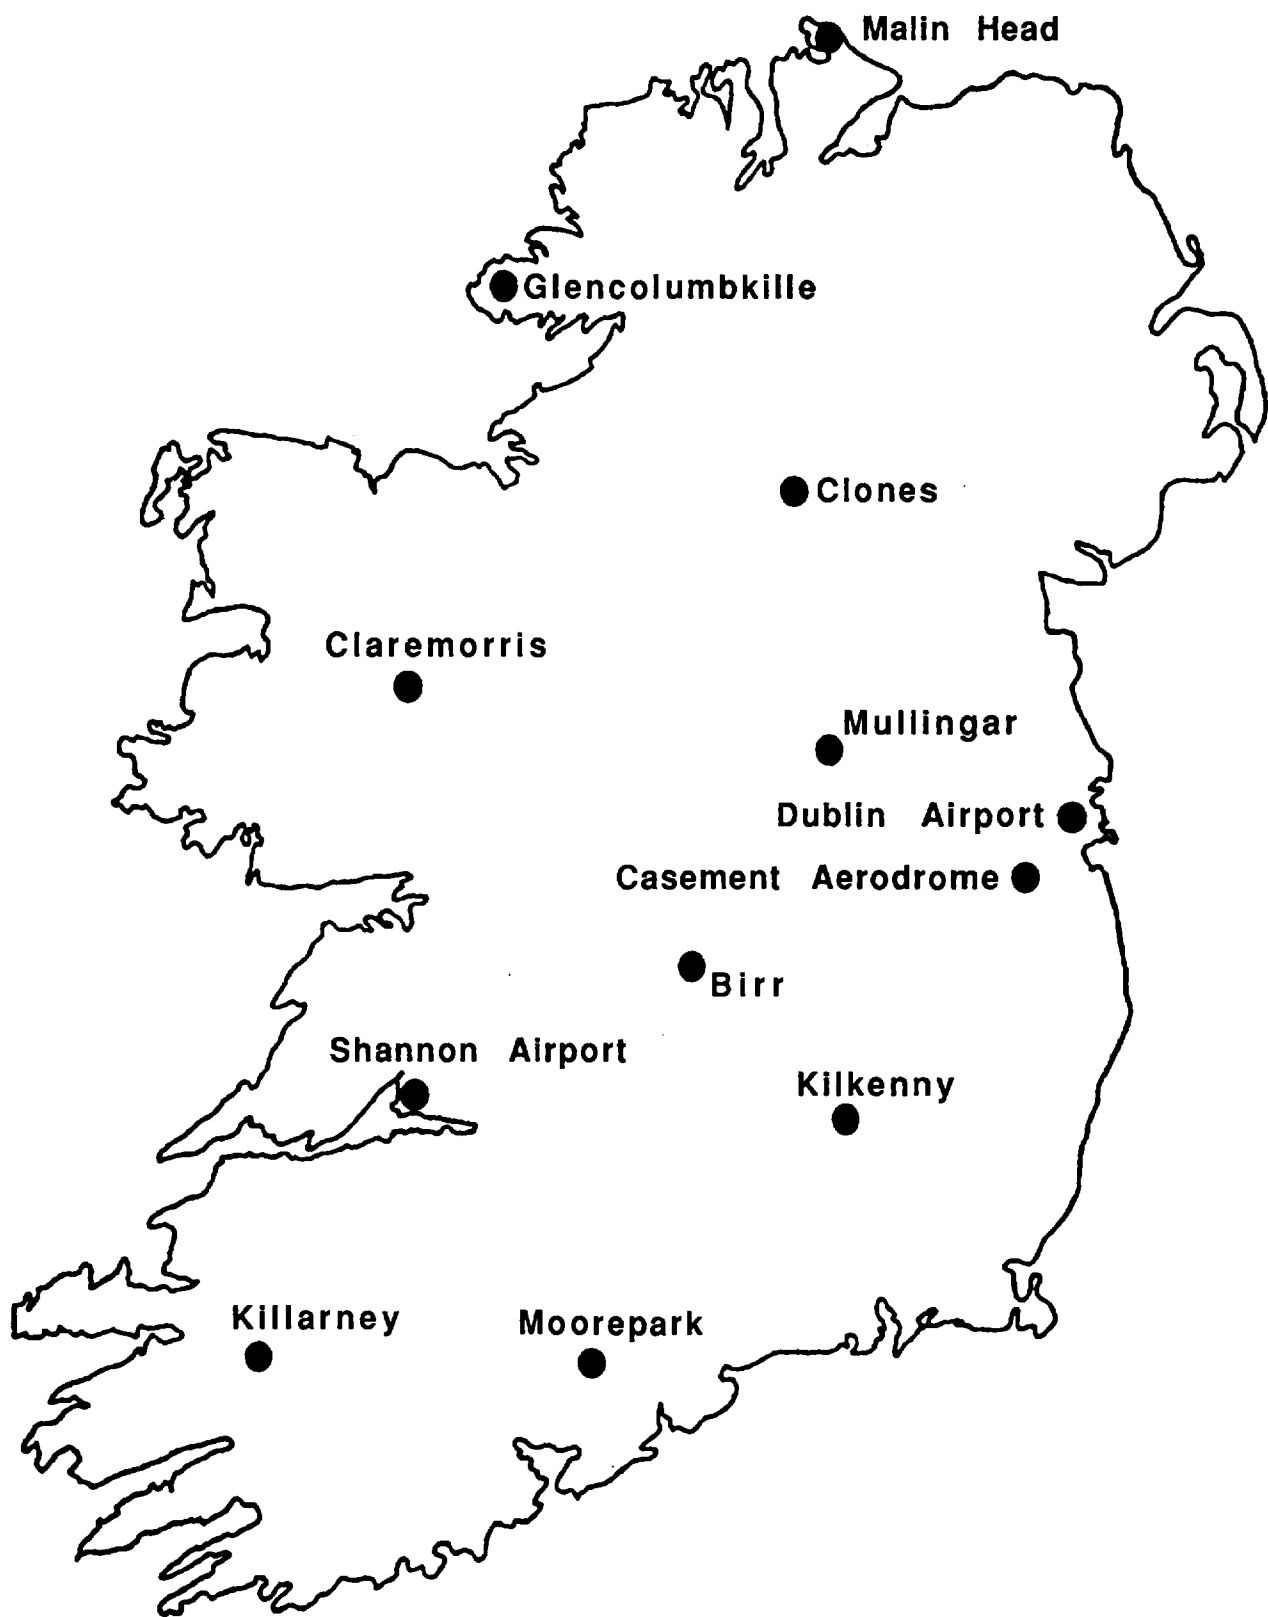 Malin Head
Glencolumbkille
Clones
Claremorris
Mullingar
Dublin Airport
Casement Aerodrome
Birr
Shannon Airport
Kilkenny
Killarney
Moorepark